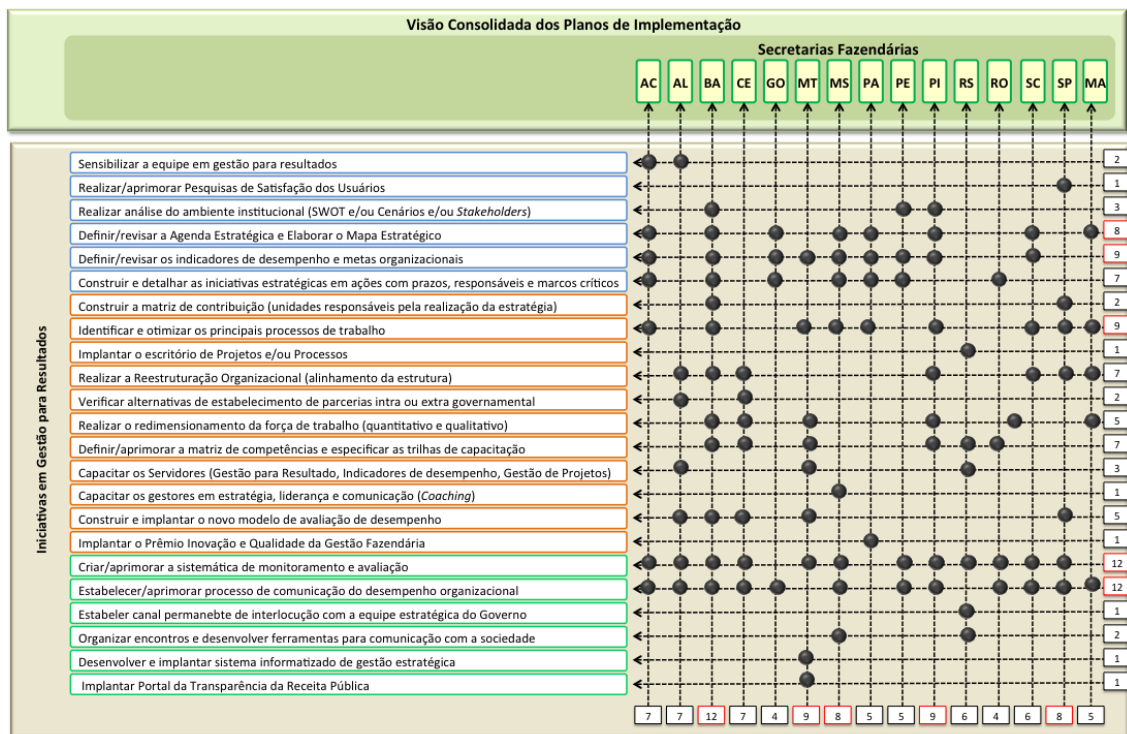 Visão Consolidada dos Planos de Implementação
Secretarias Fazendárias
AC AL BA CE GO MT MS PA PE PI RS RO SC SP MA
Iniciativas em Gestão para Resultados
Sensibilizar a equipe em gestão para resultados 2
Realizar/aprimorar Pesquisas de Satisfação dos Usuários 1
Realizar análise do ambiente institucional (SWOT e/ou Cenários e/ou Stakeholders) 3
Definir/revisar a Agenda Estratégica e Elaborar o Mapa Estratégico 8
Definir/revisar os indicadores de desempenho e metas organizacionais 9
Construir e detalhar as iniciativas estratégicas em ações com prazos, responsáveis e marcos críticos 7
Construir a matriz de contribuição (unidades responsáveis pela realização da estratégia) 2
Identificar e otimizar os principais processos de trabalho 9
Implantar o escritório de Projetos e/ou Processos 1
Realizar a Reestruturação Organizacional (alinhamento da estrutura) 7
Verificar alternativas de estabelecimento de parcerias intra ou extra governamental 2
Realizar o redimensionamento da força de trabalho (quantitativo e qualitativo) 5
Definir/aprimorar a matriz de competências e especificar as trilhas de capacitação 7
Capacitar os Servidores (Gestão para Resultado, Indicadores de desempenho, Gestão de Projetos) 3
Capacitar os gestores em estratégia, liderança e comunicação (Coaching) 1
Construir e implantar o novo modelo de avaliação de desempenho 5
Implantar o Prêmio Inovação e Qualidade da Gestão Fazendária 1
Criar/aprimorar a sistemática de monitoramento e avaliação 12
Estabelecer/aprimorar processo de comunicação do desempenho organizacional 12
Estabeler canal permanebte de interlocução com a equipe estratégica do Governo 1
Organizar encontros e desenvolver ferramentas para comunicação com a sociedade 2
Desenvolver e implantar sistema informatizado de gestão estratégica 1
Implantar Portal da Transparência da Receita Pública 1
7 7 12 7 4 9 8 5 5 9 6 4 6 8 5